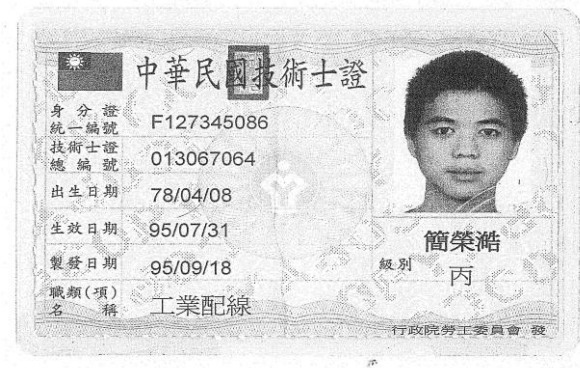 中華民國技術士證
身分證
統一編號 F127345086
技術士證
總編號 013067064
出生日期 78/04/08
生效日期 95/07/31
製發日期 95/09/18
職類(項)
名稱 工業配線
簡榮澔
級別 丙
行政院勞工委員會 發